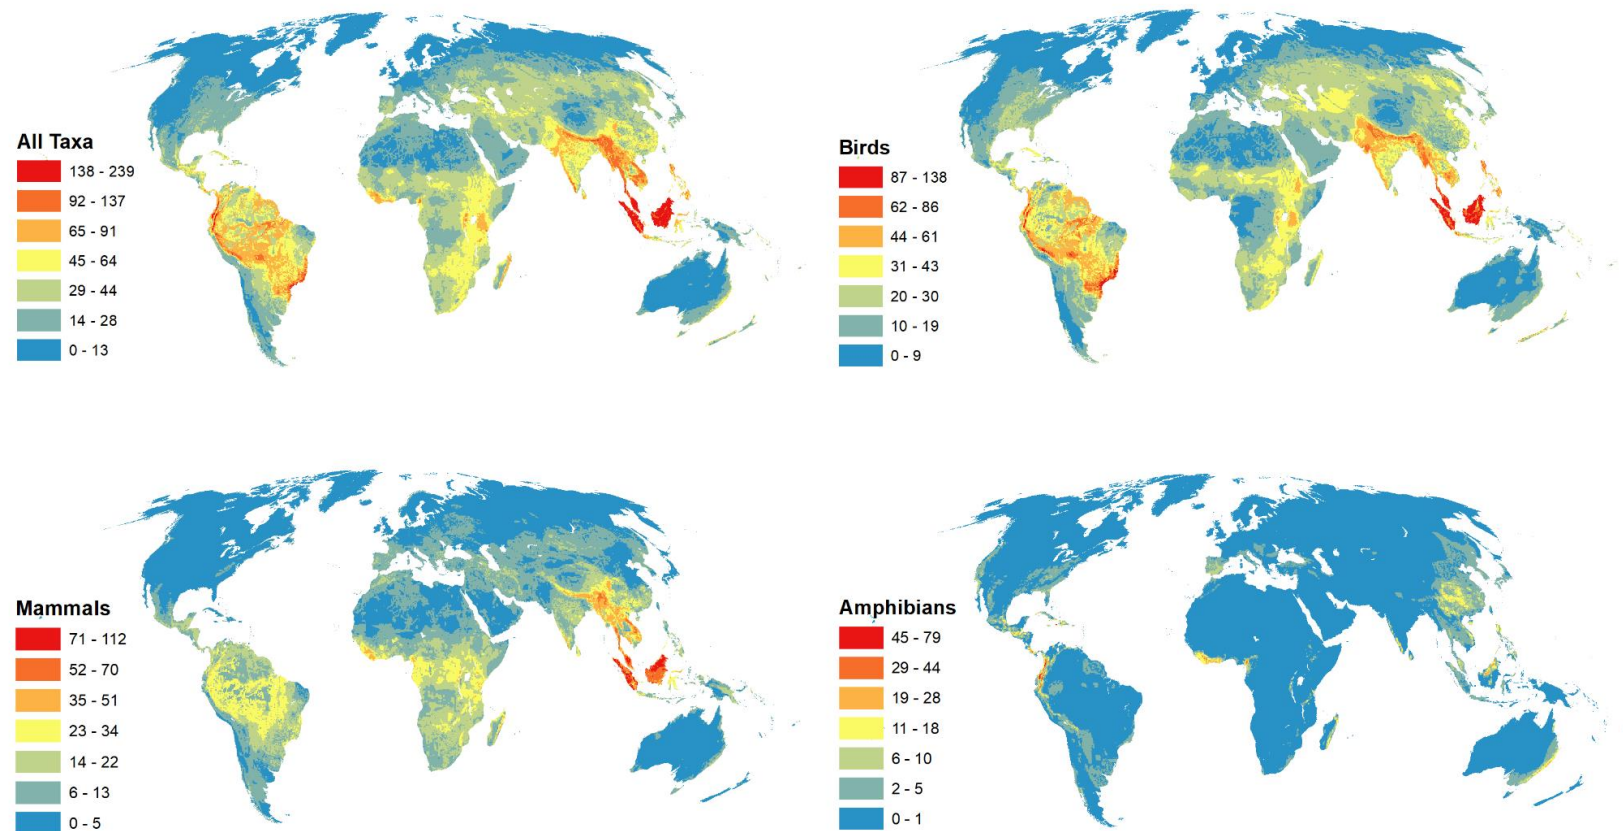 All Taxa
138 - 239
92 - 137
65 - 91
45 - 64
29 - 44
14 - 28
0 - 13
Birds
87 - 138
62 - 86
44 - 61
31 - 43
20 - 30
10 - 19
0 - 9
Mammals
71 - 112
52 - 70
35 - 51
23 - 34
14 - 22
6 - 13
0 - 5
Amphibians
45 - 79
29 - 44
19 - 28
11 - 18
6 - 10
2 - 5
0 - 1